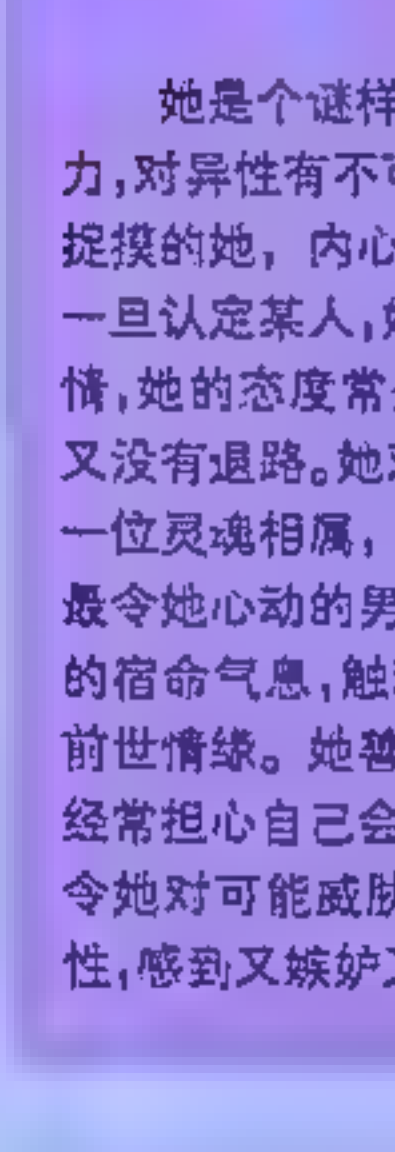 她是个谜样
力,对异性有不可
捉摸的她，内心
一旦认定某人,
情,她的态度常
又没有退路。她
一位灵魂相属，
最令她心动的男
的宿命气息,触
前世情缘。她善
经常担心自己会
令她对可能威胁
性,感到又嫉妒又